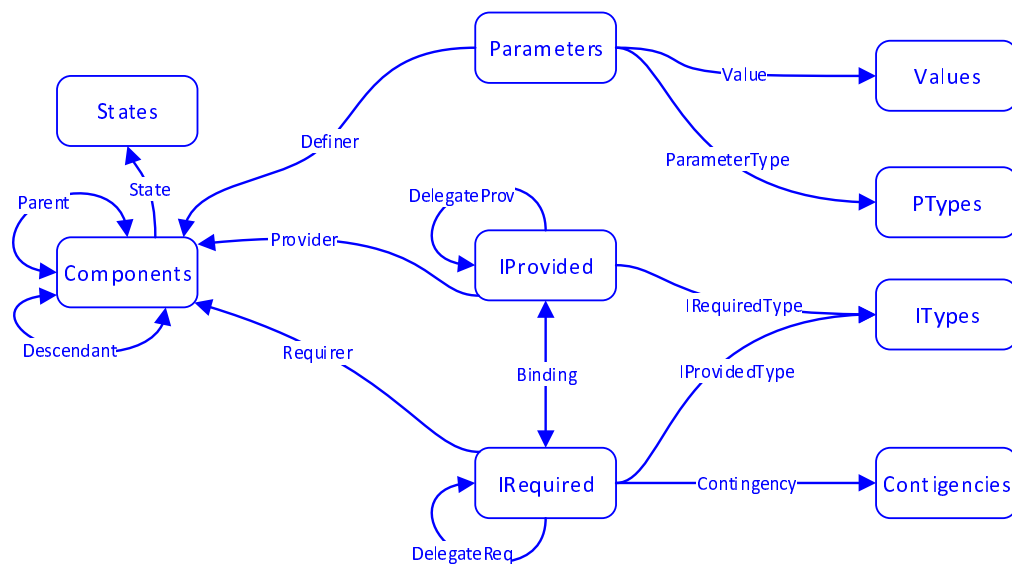 Parameters
Values
Value
States
Definer
ParameterType
State
DelegateProv
Parent
PTypes
Provider
Components
IProvided
IRequiredType
ITypes
Descendant
Requirer
Binding
IProvidedType
IRequired
Contingency
Contigencies
DelegateReq